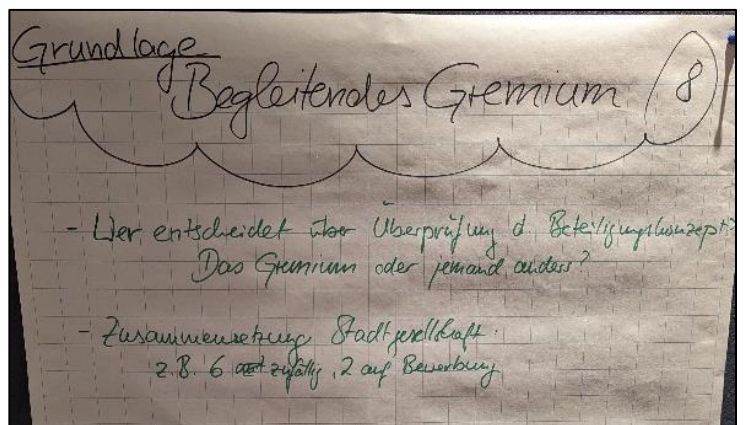 Grundlage
Begleitendes Gremium 8
- Wer entscheidet über Überprüfung d. Beteiligungskonzept?
Das Gremium oder jemand anders?
- Zusammensetzung Stadtgesellschaft.
z.B. 6 zufällig, 2 auf Bewerbung